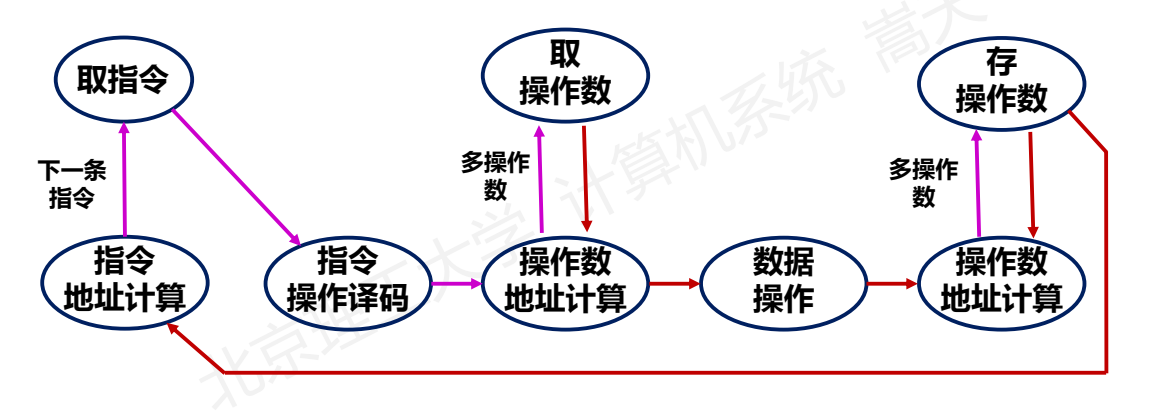 取指令
取
操作数
存
操作数
下一条
指令
多操作
数
多操作
数
指令
地址计算
指令
操作译码
操作数
地址计算
数据
操作
操作数
地址计算
北京理工大学 计算机系统 嵩天